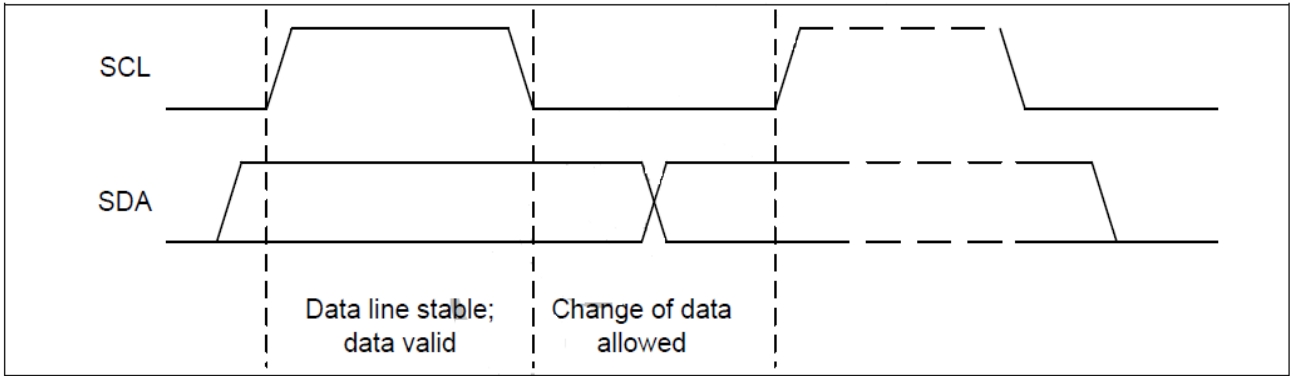 SCL
SDA
Data line stable;
data valid
Change of data
allowed